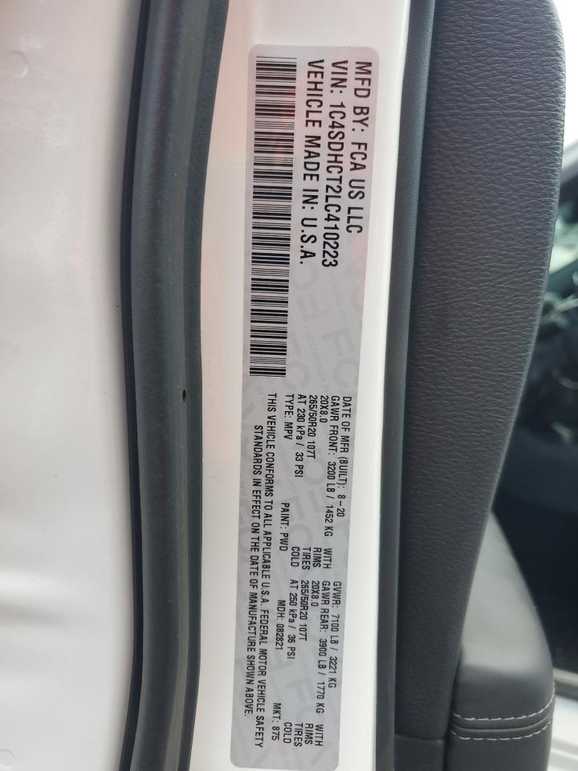 MFD BY: FCA US LLC
VIN: 1C4SDHCT2LC410223
VEHICLE MADE IN: U.S.A.
DATE OF MFR (BUILT): 8-20 GVWR: 7100 LB / 3221 KG
GAWR FRONT: 3200 LB / 1452 KG WITH GAWR REAR: 3900 LB / 1770 KG WITH
20X8.0 RIMS 20X8.0 RIMS
265/50R20 107T TIRES 265/50R20 107T TIRES
AT 230 kPa / 33 PSI COLD AT 250 kPa / 36 PSI COLD
TYPE: MPV PAINT: PWD MDH: 082821 MKT: 875
THIS VEHICLE CONFORMS TO ALL APPLICABLE U.S.A. FEDERAL MOTOR VEHICLE SAFETY
STANDARDS IN EFFECT ON THE DATE OF MANUFACTURE SHOWN ABOVE.